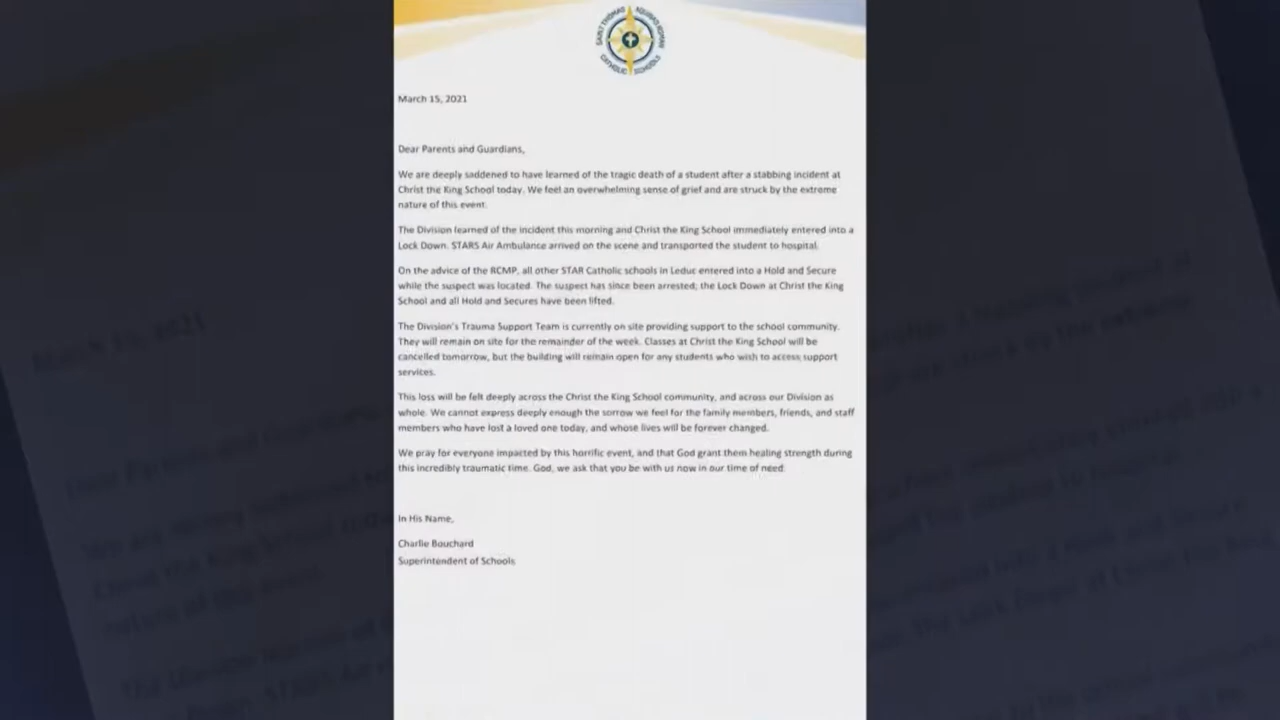 SAINT THOMAS AQUINAS ROMAN
CATHOLIC SCHOOLS
March 15, 2021
Dear Parents and Guardians,
We are deeply saddened to have learned of the tragic death of a student after a stabbing incident at
Christ the King School today. We feel an overwhelming sense of grief and are struck by the extreme
nature of this event.
The Division learned of the incident this morning and Christ the King School immediately entered into a
Lock Down. STARS Air Ambulance arrived on the scene and transported the student to hospital.
On the advice of the RCMP, all other STAR Catholic schools in Leduc entered into a Hold and Secure
while the suspect was located. The suspect has since been arrested; the Lock Down at Christ the King
School and all Hold and Secures have been lifted.
The Division's Trauma Support Team is currently on site providing support to the school community.
They will remain on site for the remainder of the week. Classes at Christ the King School will be
cancelled tomorrow, but the building will remain open for any students who wish to access support
services.
This loss will be felt deeply across the Christ the King School community, and across our Division as
whole. We cannot express deeply enough the sorrow we feel for the family members, friends, and staff
members who have lost a loved one today, and whose lives will be forever changed.
We pray for everyone impacted by this horrific event, and that God grant them healing strength during
this incredibly traumatic time. God, we ask that you be with us now in our time of need.
In His Name,
Charlie Bouchard
Superintendent of Schools